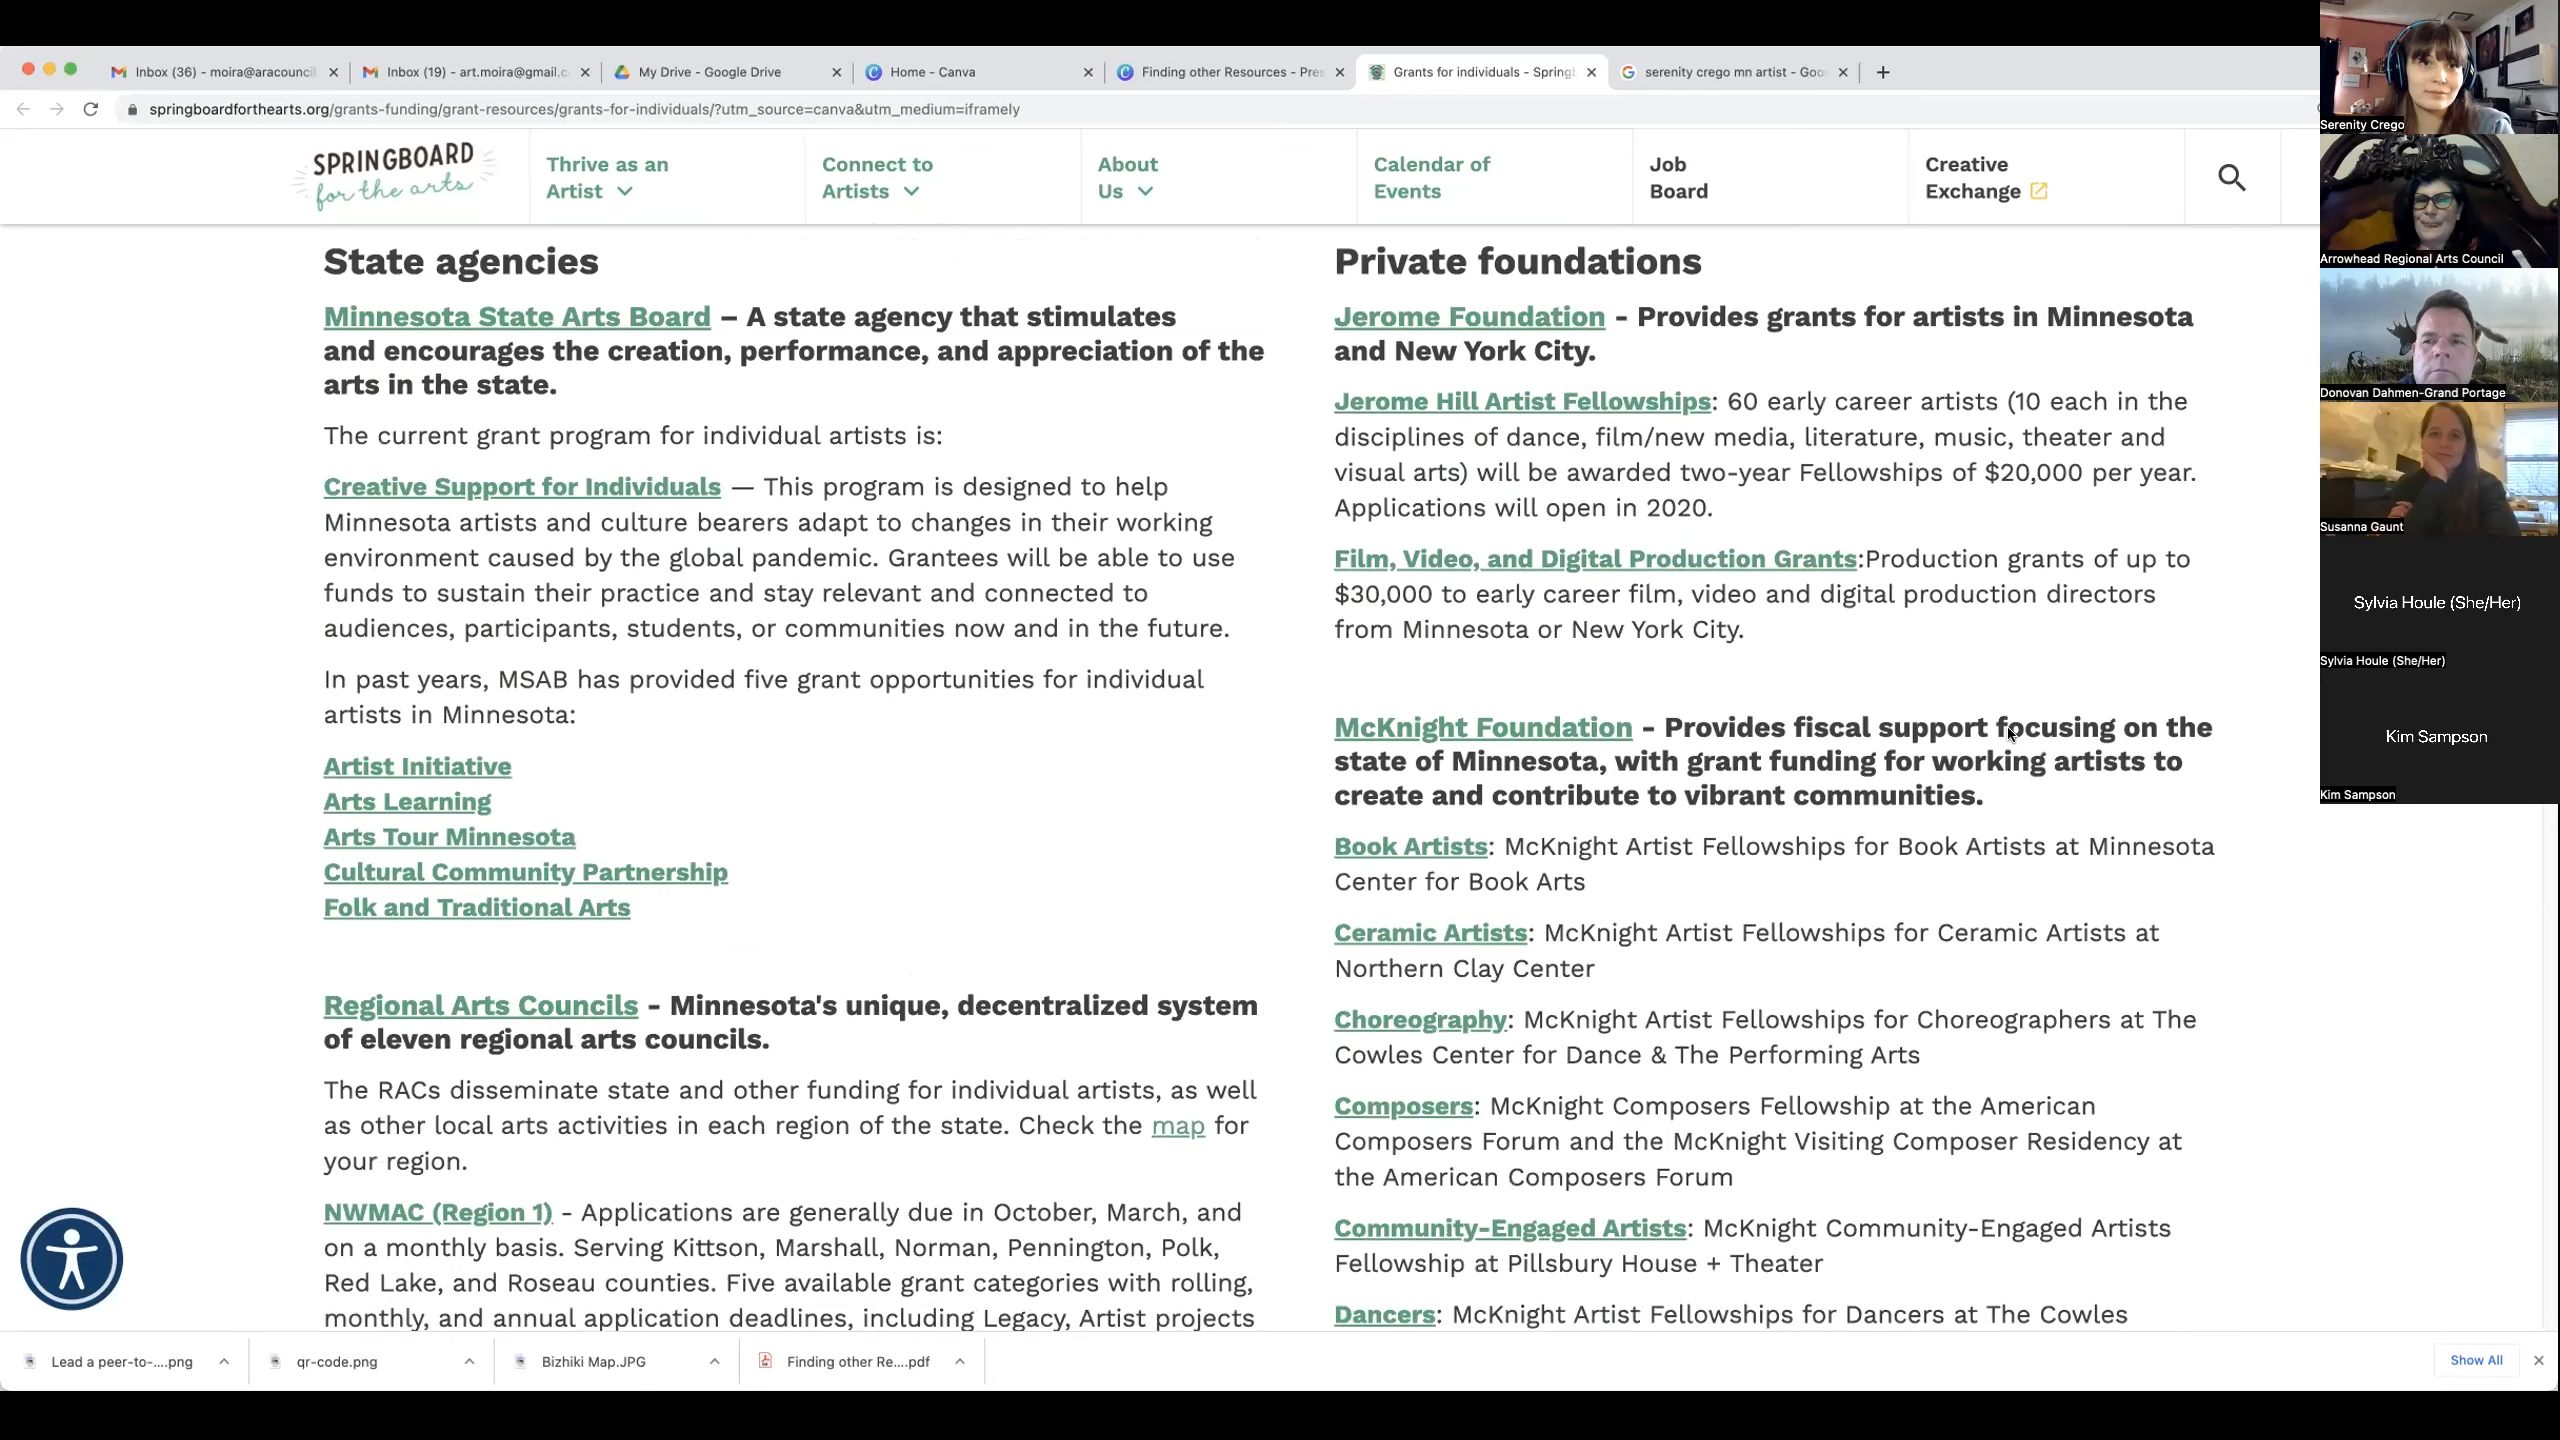 Inbox (36) - moira@aracouncil
Inbox (19) - art.moira@gmail.c
My Drive - Google Drive
Home - Canva
Finding other Resources - Pres
Grants for individuals - Springb
serenity crego mn artist - Goo
springboardforthearts.org/grants-funding/grant-resources/grants-for-individuals/?utm_source=canva&utm_medium=iframely
SPRINGBOARD
for the arts
Thrive as an
Artist
Connect to
Artists
About
Us
Calendar of
Events
Job
Board
Creative
Exchange
State agencies
Minnesota State Arts Board – A state agency that stimulates
and encourages the creation, performance, and appreciation of the
arts in the state.
The current grant program for individual artists is:
Creative Support for Individuals — This program is designed to help
Minnesota artists and culture bearers adapt to changes in their working
environment caused by the global pandemic. Grantees will be able to use
funds to sustain their practice and stay relevant and connected to
audiences, participants, students, or communities now and in the future.
In past years, MSAB has provided five grant opportunities for individual
artists in Minnesota:
Artist Initiative
Arts Learning
Arts Tour Minnesota
Cultural Community Partnership
Folk and Traditional Arts
Regional Arts Councils - Minnesota's unique, decentralized system
of eleven regional arts councils.
The RACs disseminate state and other funding for individual artists, as well
as other local arts activities in each region of the state. Check the map for
your region.
NWMAC (Region 1) - Applications are generally due in October, March, and
on a monthly basis. Serving Kittson, Marshall, Norman, Pennington, Polk,
Red Lake, and Roseau counties. Five available grant categories with rolling,
monthly, and annual application deadlines, including Legacy, Artist projects
Private foundations
Jerome Foundation - Provides grants for artists in Minnesota
and New York City.
Jerome Hill Artist Fellowships: 60 early career artists (10 each in the
disciplines of dance, film/new media, literature, music, theater and
visual arts) will be awarded two-year Fellowships of $20,000 per year.
Applications will open in 2020.
Film, Video, and Digital Production Grants:Production grants of up to
$30,000 to early career film, video and digital production directors
from Minnesota or New York City.
McKnight Foundation - Provides fiscal support focusing on the
state of Minnesota, with grant funding for working artists to
create and contribute to vibrant communities.
Book Artists: McKnight Artist Fellowships for Book Artists at Minnesota
Center for Book Arts
Ceramic Artists: McKnight Artist Fellowships for Ceramic Artists at
Northern Clay Center
Choreography: McKnight Artist Fellowships for Choreographers at The
Cowles Center for Dance & The Performing Arts
Composers: McKnight Composers Fellowship at the American
Composers Forum and the McKnight Visiting Composer Residency at
the American Composers Forum
Community-Engaged Artists: McKnight Community-Engaged Artists
Fellowship at Pillsbury House + Theater
Dancers: McKnight Artist Fellowships for Dancers at The Cowles
Serenity Crego
Arrowhead Regional Arts Council
Donovan Dahmen-Grand Portage
Susanna Gaunt
Sylvia Houle (She/Her)
Sylvia Houle (She/Her)
Kim Sampson
Kim Sampson
Lead a peer-to-....png
qr-code.png
Bizhiki Map.JPG
Finding other Re....pdf
Show All